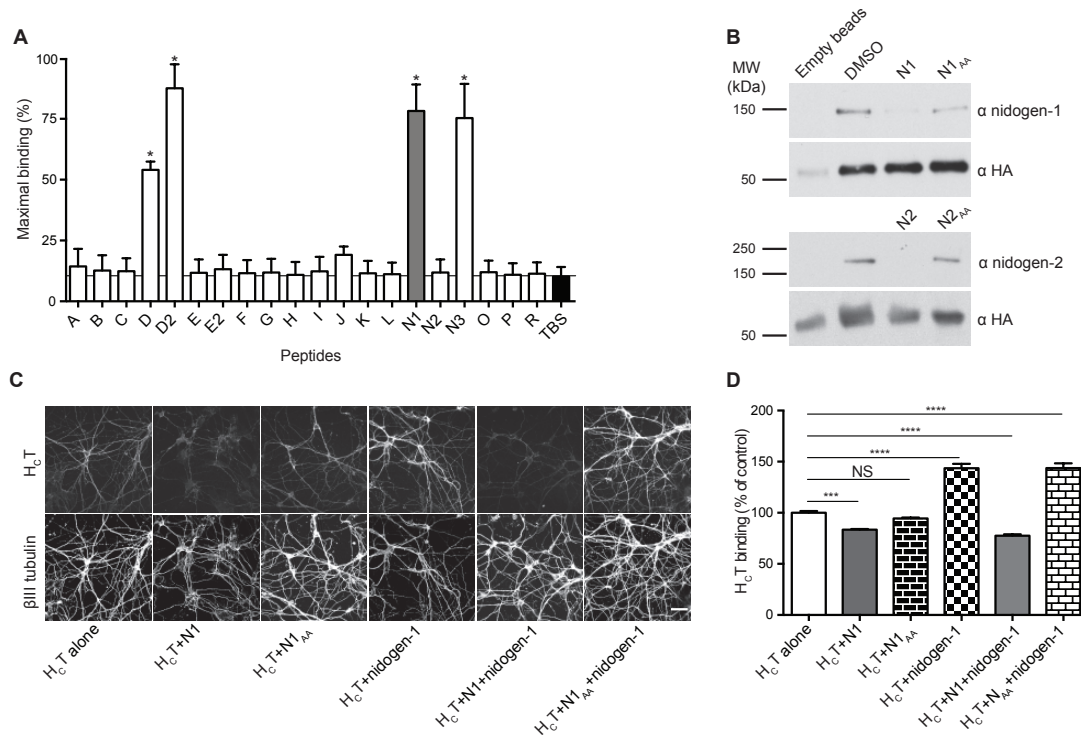 A
Maximal binding (%)
100
75
50
25
0
A B C D D2 E E2 F G H I J K L N1 N2 N3 O P R TBS
* * * *
Peptides
B
MW
(kDa)
Empty beads DMSO N1 N1AA
150
α nidogen-1
50
α HA
N2 N2AA
250
150
α nidogen-2
50
α HA
C
HCT
βIII tubulin
HCT alone
HCT+N1
HCT+N1AA
HCT+nidogen-1
HCT+N1+nidogen-1
HCT+N1AA+nidogen-1
D
HCT binding (% of control)
200
150
100
50
0
****
****
****
NS
***
HCT alone
HCT+N1
HCT+N1AA
HCT+nidogen-1
HCT+N1+nidogen-1
HCT+NAA+nidogen-1